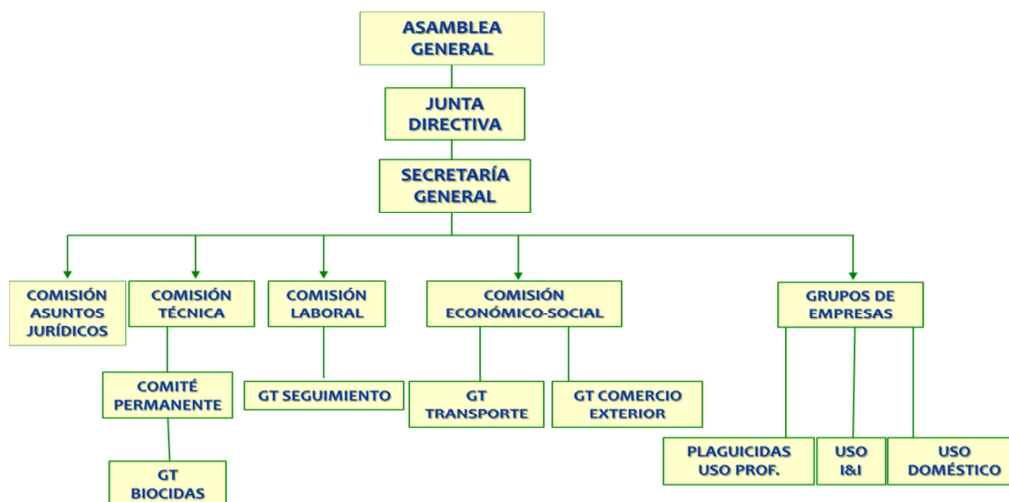 ASAMBLEA
GENERAL
JUNTA
DIRECTIVA
SECRETARÍA
GENERAL
COMISIÓN
ASUNTOS
JURÍDICOS
COMISIÓN
TÉCNICA
COMISIÓN
LABORAL
COMISIÓN
ECONÓMICO-SOCIAL
GRUPOS DE
EMPRESAS
COMITÉ
PERMANENTE
GT SEGUIMIENTO
GT
TRANSPORTE
GT COMERCIO
EXTERIOR
GT
BIOCIDAS
PLAGUICIDAS
USO PROF.
USO
I&I
USO
DOMÉSTICO